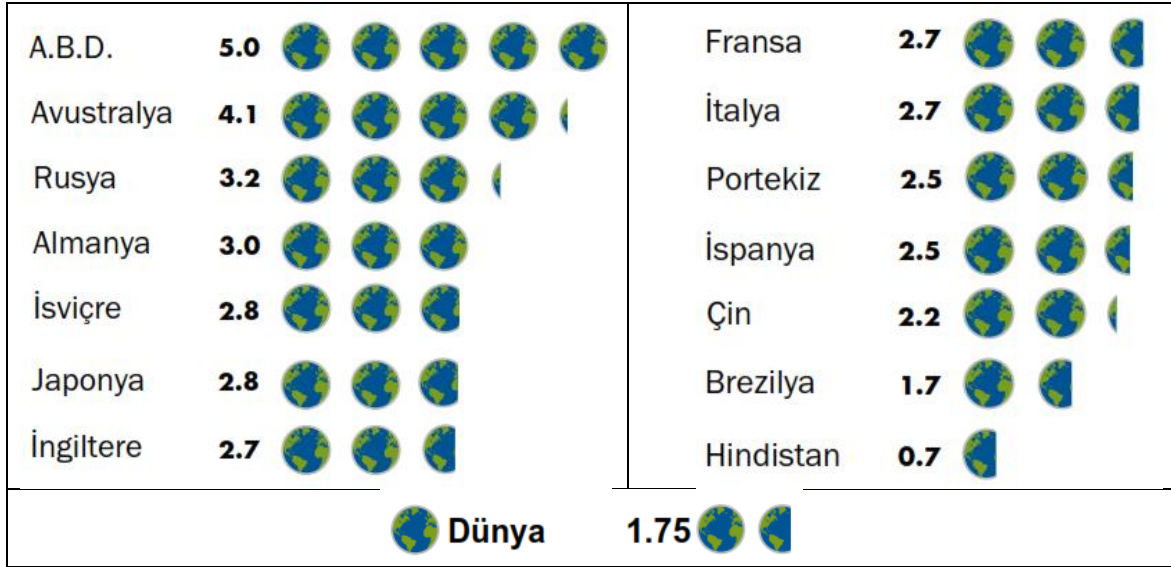 A.B.D. 5.0
Avustralya 4.1
Rusya 3.2
Almanya 3.0
İsviçre 2.8
Japonya 2.8
İngiltere 2.7
Fransa 2.7
İtalya 2.7
Portekiz 2.5
İspanya 2.5
Çin 2.2
Brezilya 1.7
Hindistan 0.7
Dünya 1.75